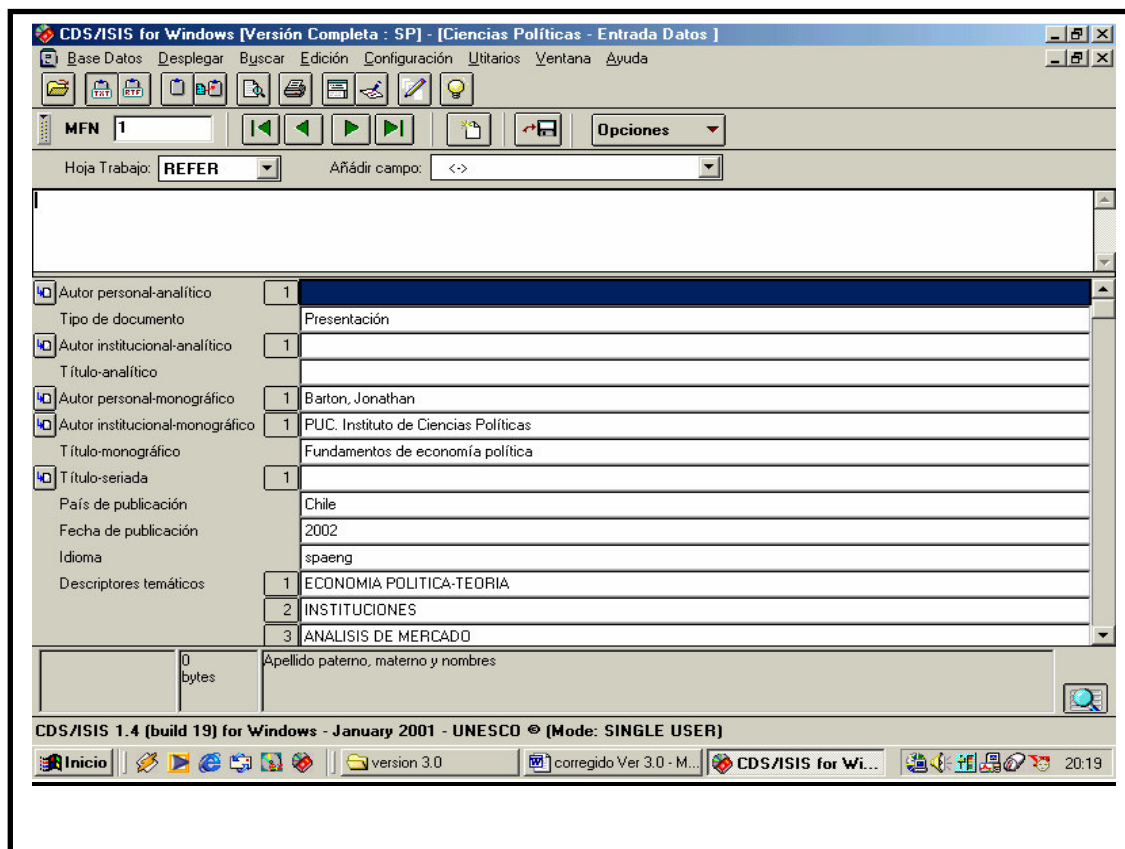 CDS/ISIS for Windows [Versión Completa : SP] - [Ciencias Políticas - Entrada Datos ]
Base Datos Desplegar Buscar Edición Configuración Utitarios Ventana Ayuda
TXT RTF
MFN 1 Opciones
Hoja Trabajo: REFER Añádir campo: <->
Autor personal-analítico 1
Tipo de documento Presentación
Autor institucional-analítico 1
Título-analítico
Autor personal-monográfico 1 Barton, Jonathan
Autor institucional-monográfico 1 PUC. Instituto de Ciencias Políticas
Título-monográfico Fundamentos de economía política
Título-seriada 1
País de publicación Chile
Fecha de publicación 2002
Idioma spaeng
Descriptores temáticos 1 ECONOMIA POLITICA-TEORIA
2 INSTITUCIONES
3 ANALISIS DE MERCADO
0 bytes Apellido paterno, materno y nombres
CDS/ISIS 1.4 (build 19) for Windows - January 2001 - UNESCO © (Mode: SINGLE USER)
Inicio version 3.0 corregido Ver 3.0 - M... CDS/ISIS for Wi... 20:19